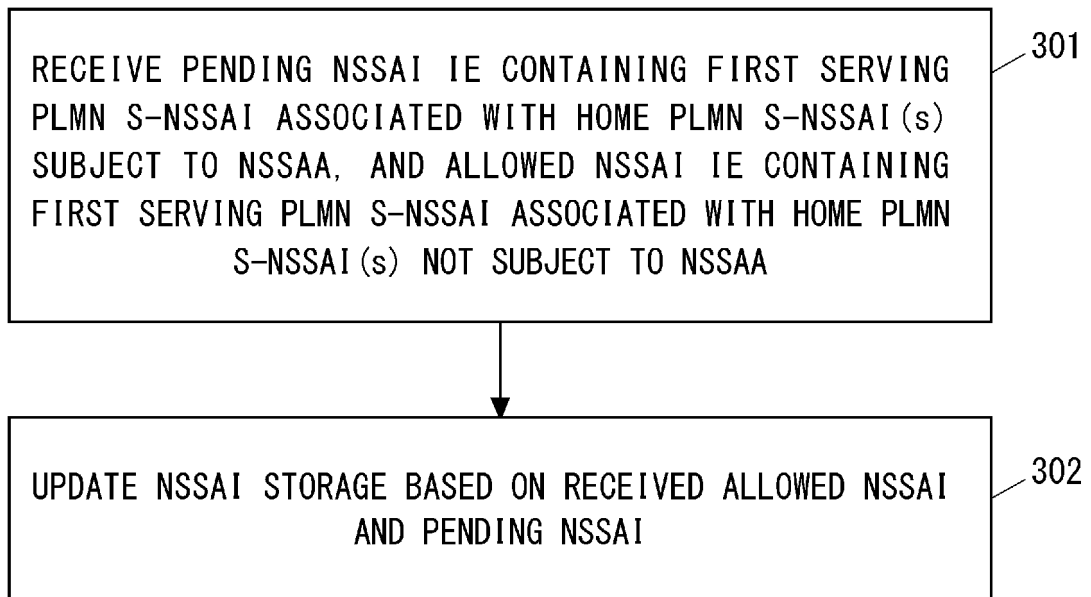 RECEIVE PENDING NSSAI IE CONTAINING FIRST SERVING
PLMN S-NSSAI ASSOCIATED WITH HOME PLMN S-NSSAI(s)
SUBJECT TO NSSAA, AND ALLOWED NSSAI IE CONTAINING
FIRST SERVING PLMN S-NSSAI ASSOCIATED WITH HOME PLMN
S-NSSAI(s) NOT SUBJECT TO NSSAA
301
UPDATE NSSAI STORAGE BASED ON RECEIVED ALLOWED NSSAI
AND PENDING NSSAI
302